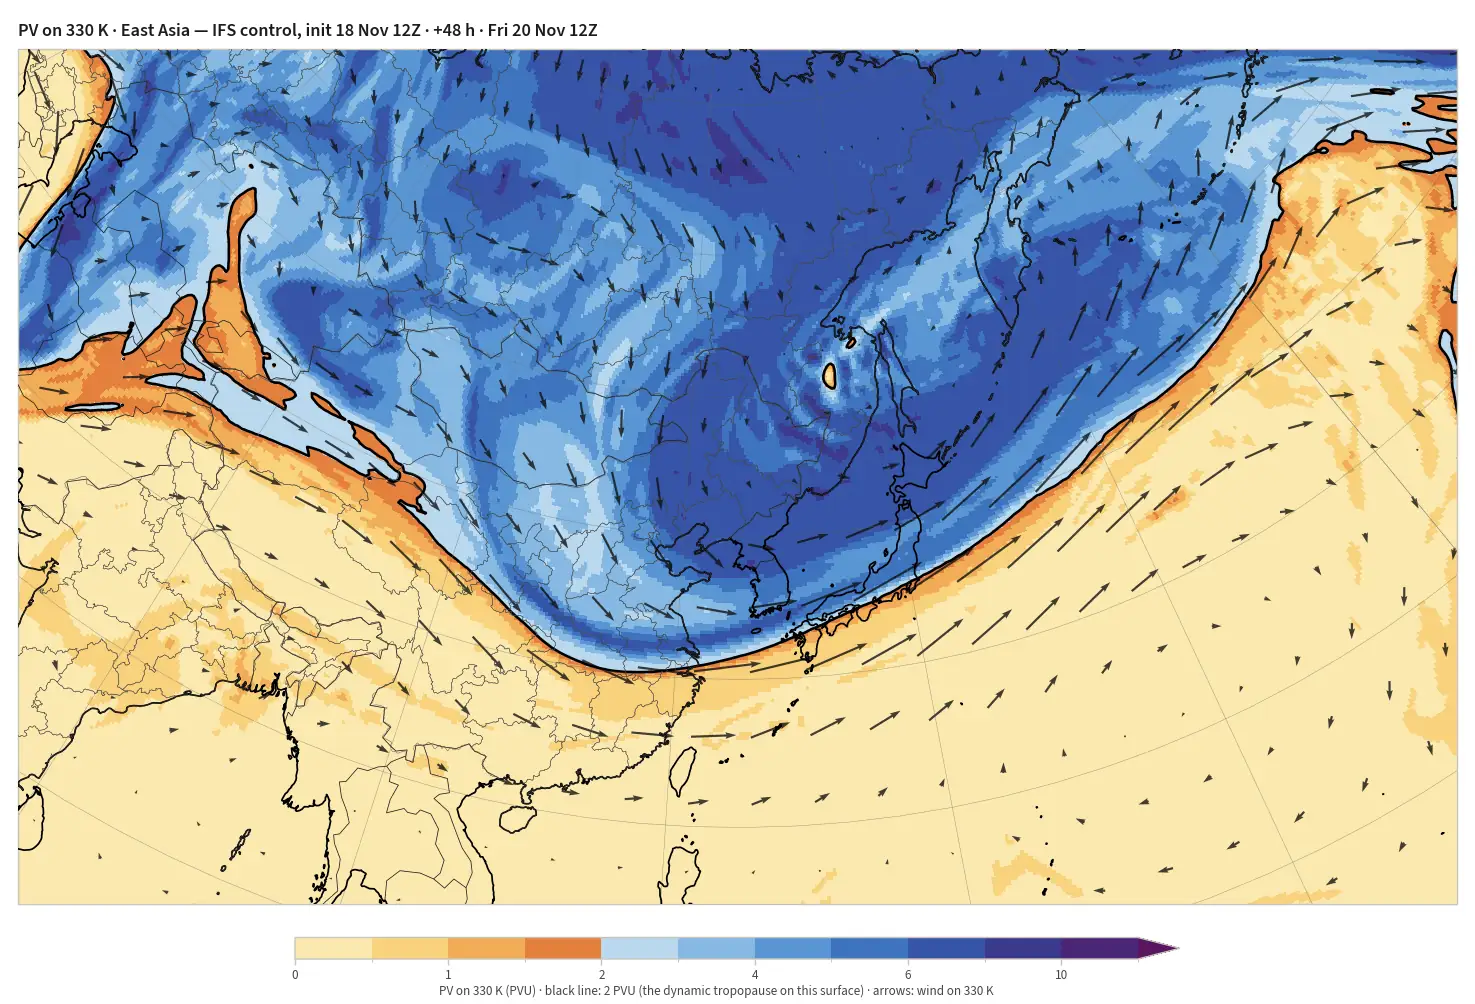 PV on 330 K · East Asia — IFS control, init 18 Nov 12Z · +48 h · Fri 20 Nov 12Z
0 1 2 4 6 10
PV on 330 K (PVU) · black line: 2 PVU (the dynamic tropopause on this surface) · arrows: wind on 330 K